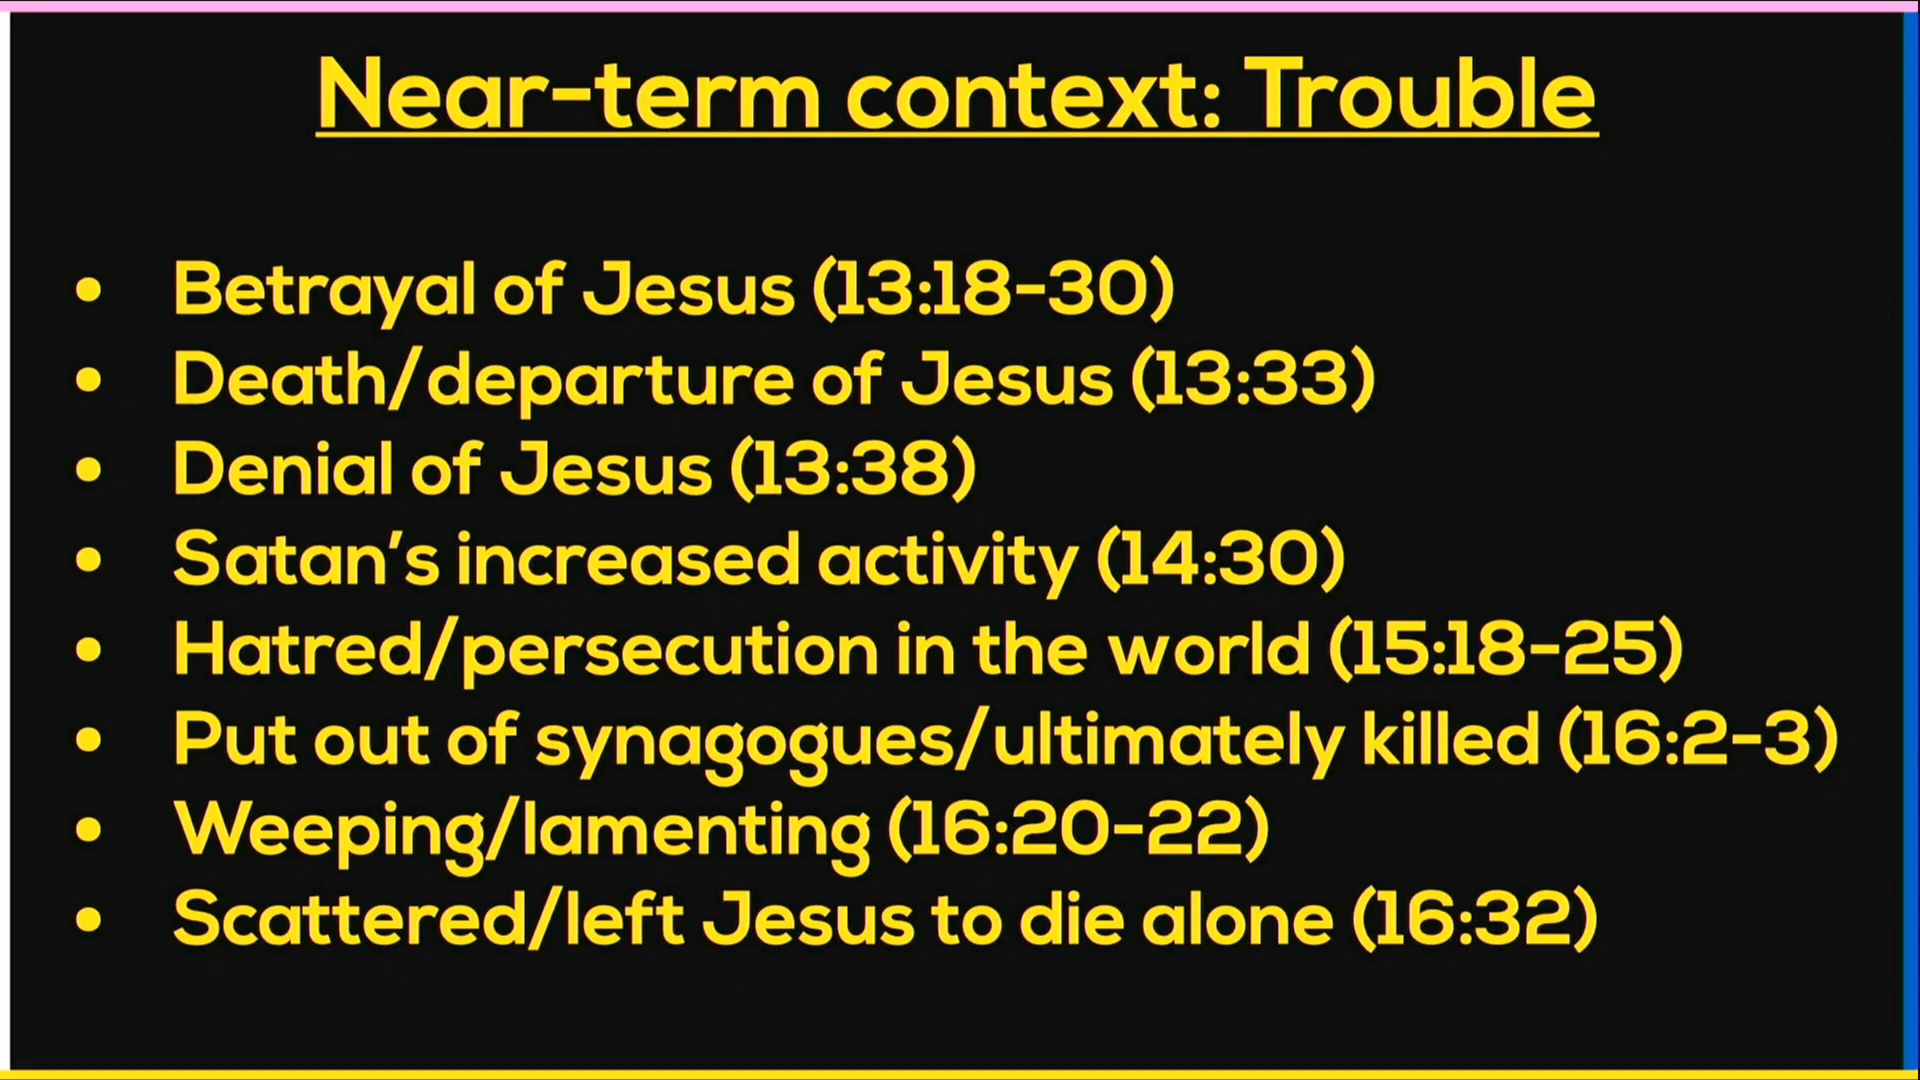 Near-term context: Trouble
• Betrayal of Jesus (13:18-30)
• Death/departure of Jesus (13:33)
• Denial of Jesus (13:38)
• Satan’s increased activity (14:30)
• Hatred/persecution in the world (15:18-25)
• Put out of synagogues/ultimately killed (16:2-3)
• Weeping/lamenting (16:20-22)
• Scattered/left Jesus to die alone (16:32)